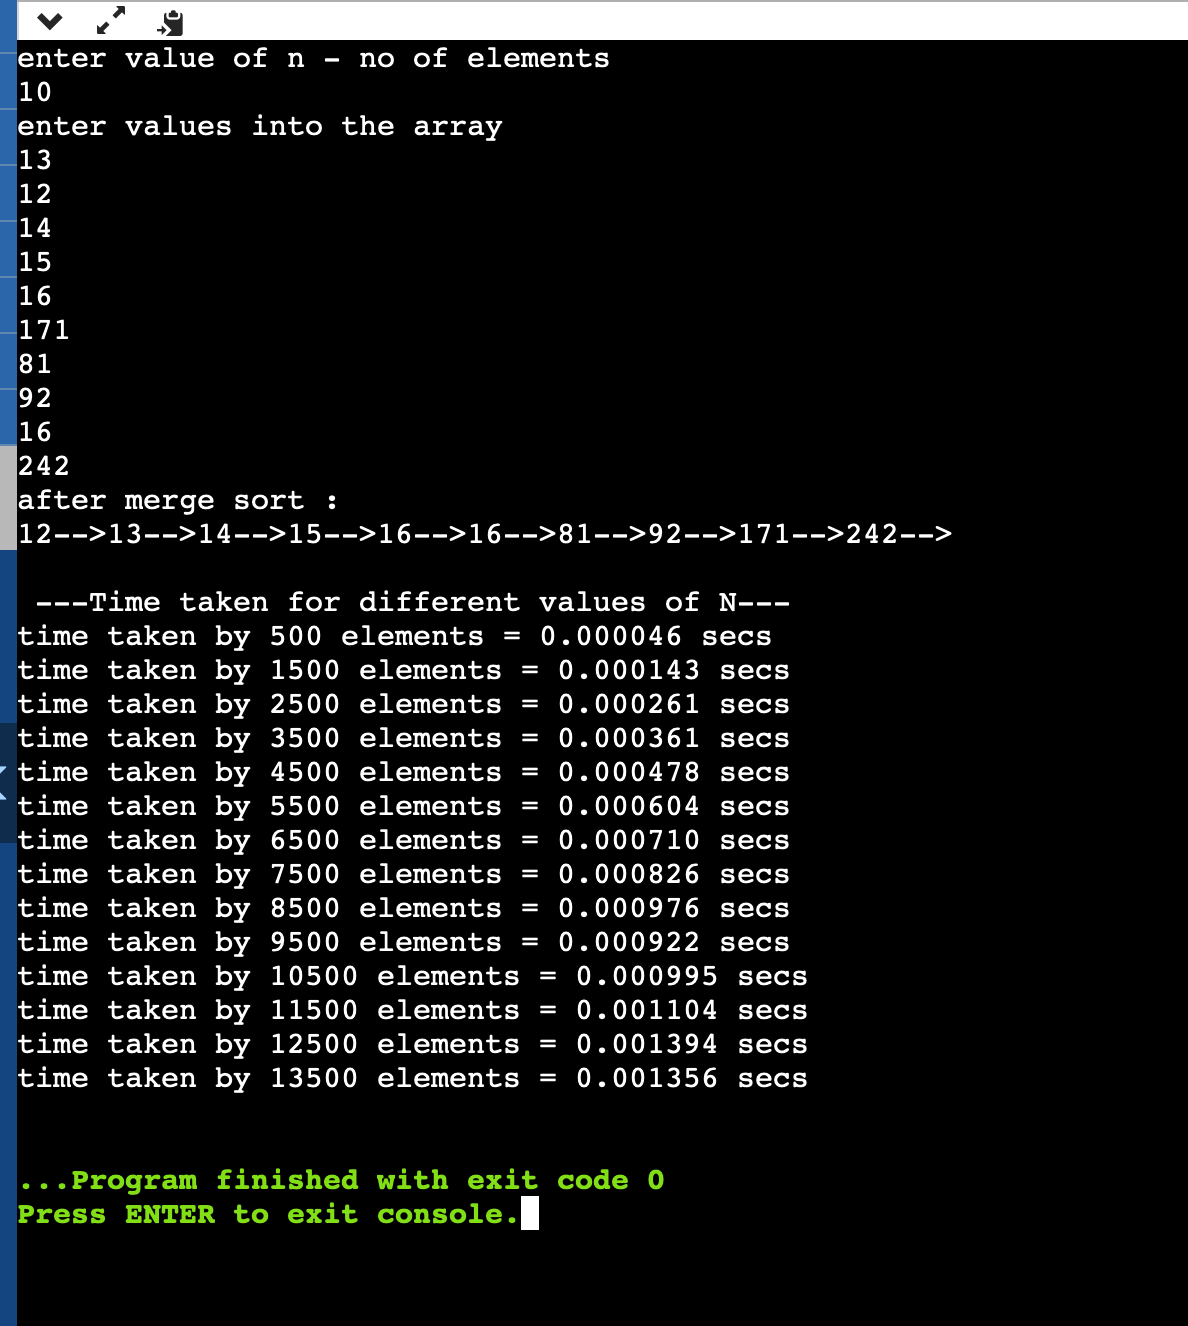 enter value of n - no of elements
10
enter values into the array
13
12
14
15
16
171
81
92
16
242
after merge sort :
12-->13-->14-->15-->16-->16-->81-->92-->171-->242-->
---Time taken for different values of N---
time taken by 500 elements = 0.000046 secs
time taken by 1500 elements = 0.000143 secs
time taken by 2500 elements = 0.000261 secs
time taken by 3500 elements = 0.000361 secs
time taken by 4500 elements = 0.000478 secs
time taken by 5500 elements = 0.000604 secs
time taken by 6500 elements = 0.000710 secs
time taken by 7500 elements = 0.000826 secs
time taken by 8500 elements = 0.000976 secs
time taken by 9500 elements = 0.000922 secs
time taken by 10500 elements = 0.000995 secs
time taken by 11500 elements = 0.001104 secs
time taken by 12500 elements = 0.001394 secs
time taken by 13500 elements = 0.001356 secs
...Program finished with exit code 0
Press ENTER to exit console.